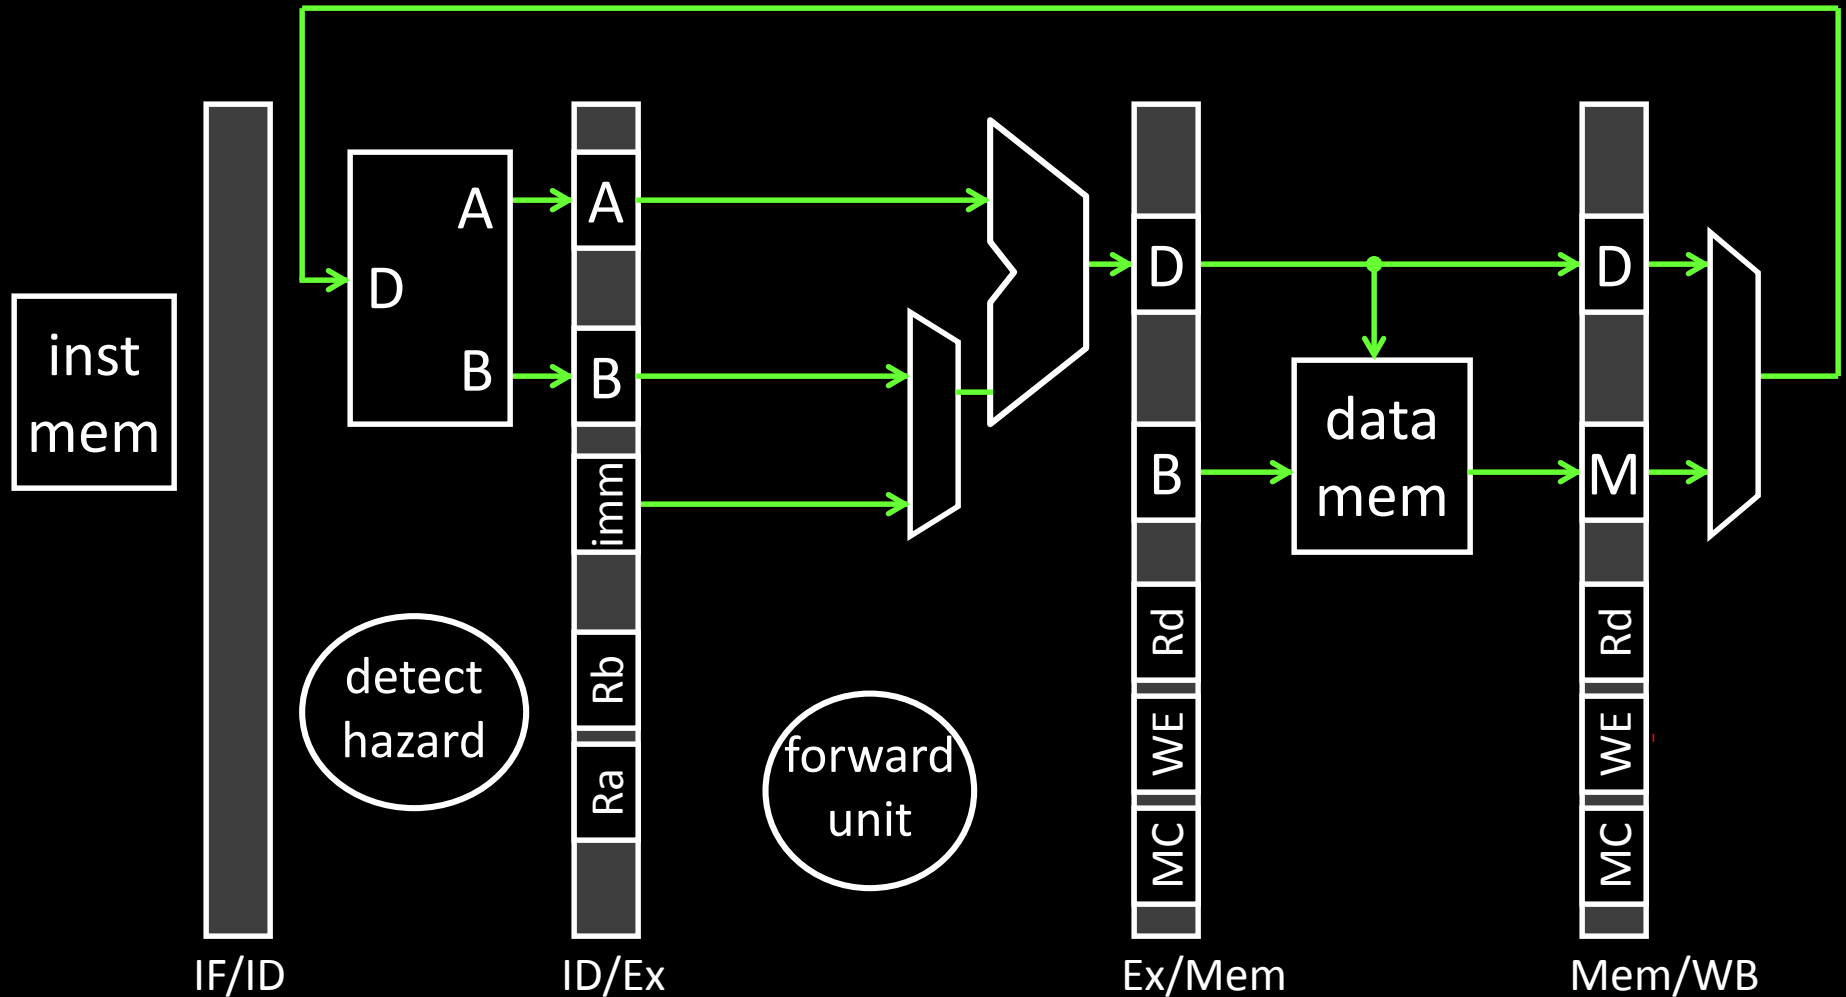 inst
mem
D
A
B
A
B
imm
Rb
Ra
detect
hazard
forward
unit
D
B
Rd
WE
MC
data
mem
D
M
Rd
WE
MC
IF/ID
ID/Ex
Ex/Mem
Mem/WB